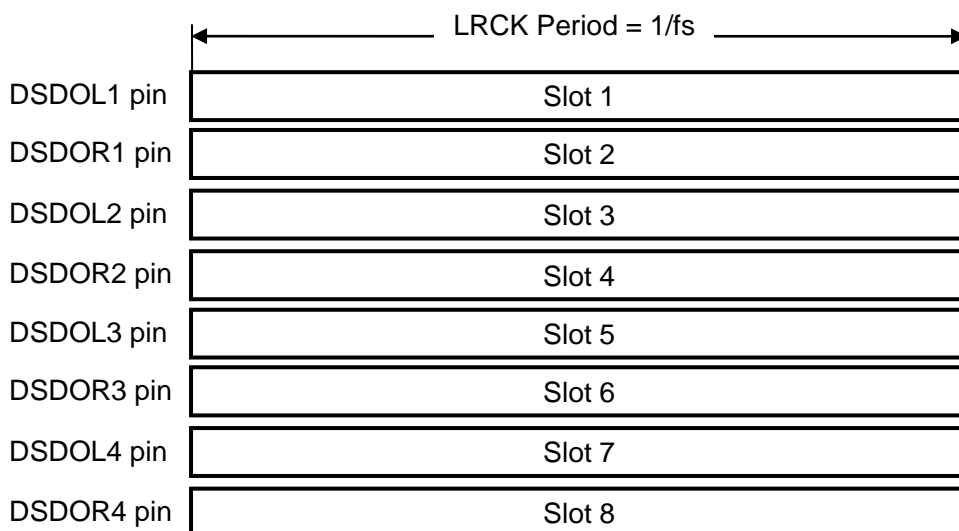 LRCK Period = 1/fs
DSDOL1 pin Slot 1
DSDOR1 pin Slot 2
DSDOL2 pin Slot 3
DSDOR2 pin Slot 4
DSDOL3 pin Slot 5
DSDOR3 pin Slot 6
DSDOL4 pin Slot 7
DSDOR4 pin Slot 8